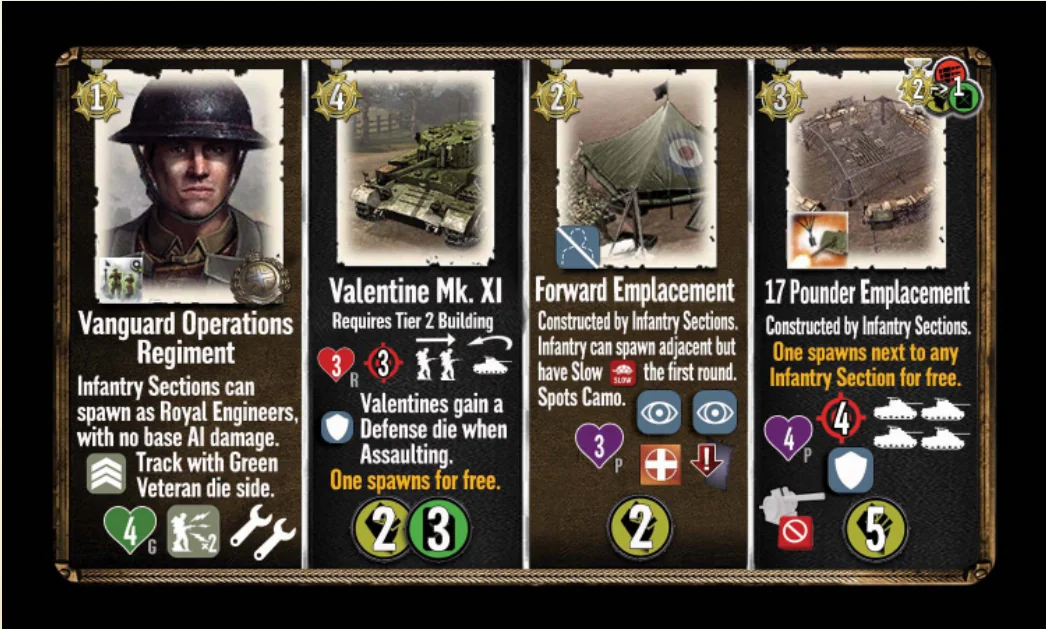 1
Vanguard Operations
Regiment
Infantry Sections can
spawn as Royal Engineers,
with no base AI damage.
Track with Green
Veteran die side.
4
G
x2
4
Valentine Mk. XI
Requires Tier 2 Building
3
R
3
Valentines gain a
Defense die when
Assaulting.
One spawns for free.
2
3
2
Forward Emplacement
Constructed by Infantry Sections.
Infantry can spawn adjacent but
have Slow SLOW the first round.
Spots Camo.
3
P
!
2
3
2 1
17 Pounder Emplacement
Constructed by Infantry Sections.
One spawns next to any
Infantry Section for free.
4
P
4
5